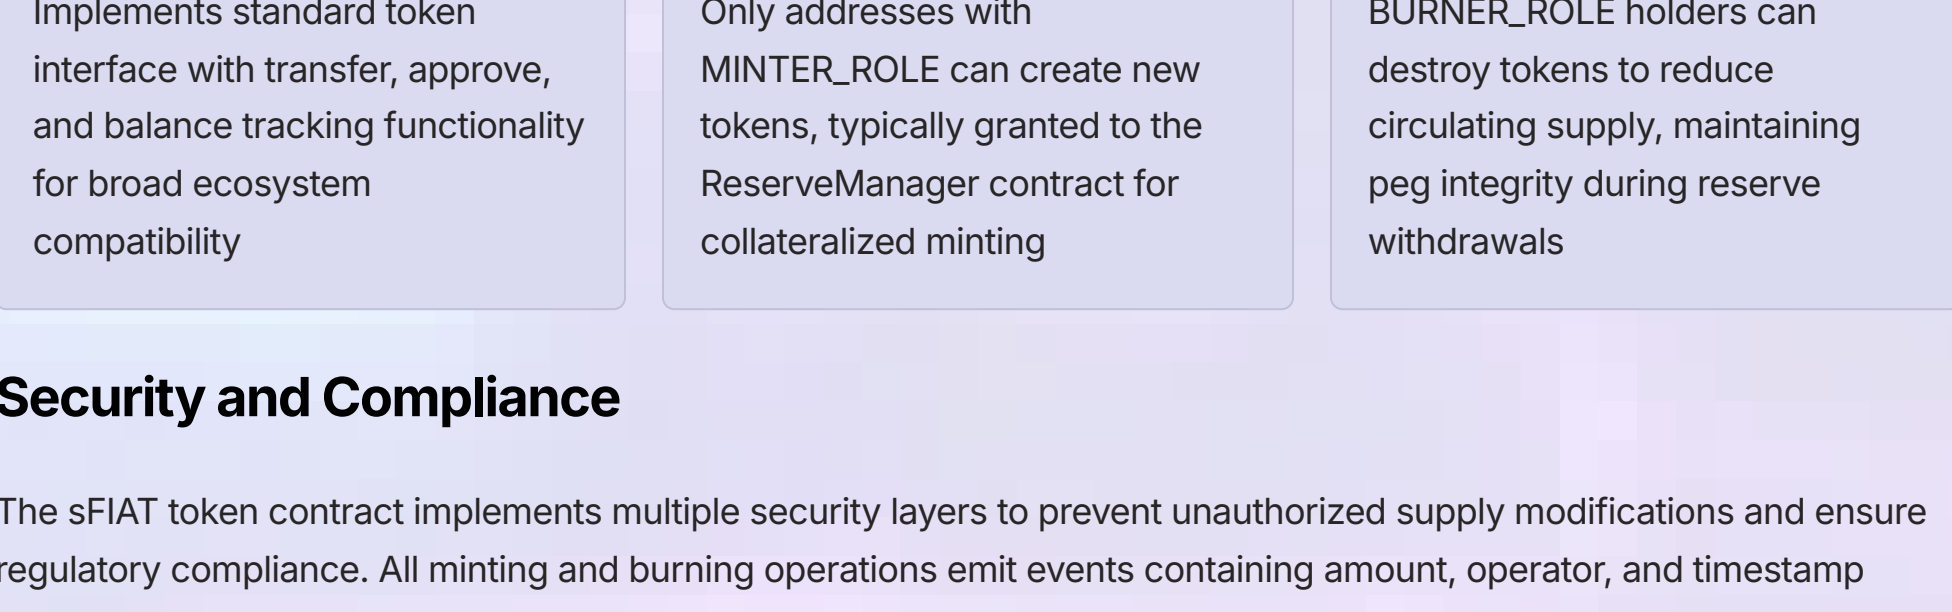 Implements standard token
interface with transfer, approve,
and balance tracking functionality
for broad ecosystem
compatibility
Only addresses with
MINTER_ROLE can create new
tokens, typically granted to the
ReserveManager contract for
collateralized minting
BURNER_ROLE holders can
destroy tokens to reduce
circulating supply, maintaining
peg integrity during reserve
withdrawals
Security and Compliance
The sFIAT token contract implements multiple security layers to prevent unauthorized supply modifications and ensure
regulatory compliance. All minting and burning operations emit events containing amount, operator, and timestamp